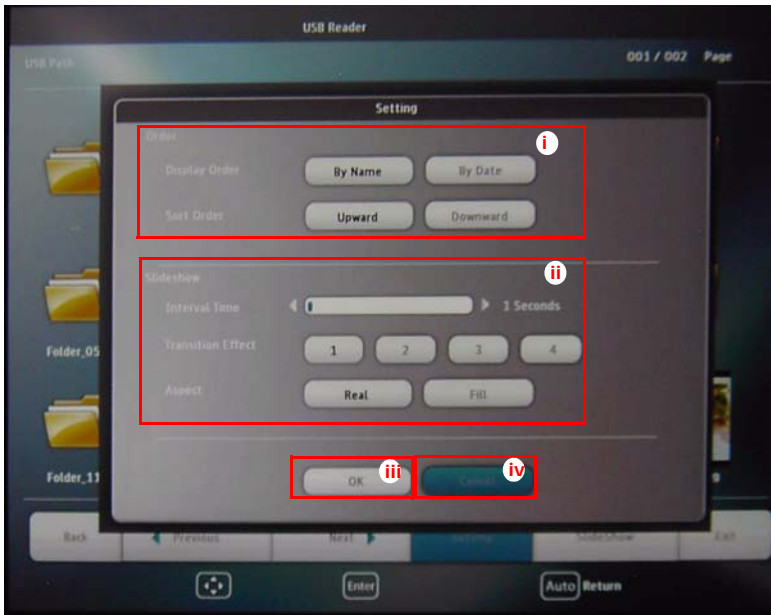 USB Reader
USB Path
001 / 002 Page
Setting
Order
i
Display Order
By Name
By Date
Sort Order
Upward
Downward
ii
Slideshow
Interval Time
1 Seconds
Transition Effect
1
2
3
4
Aspect
Real
Fill
iii
OK
iv
Cancel
Folder_05
Folder_11
Back
Previous
Next
Setting
SlideShow
Exit
Enter
Auto Return